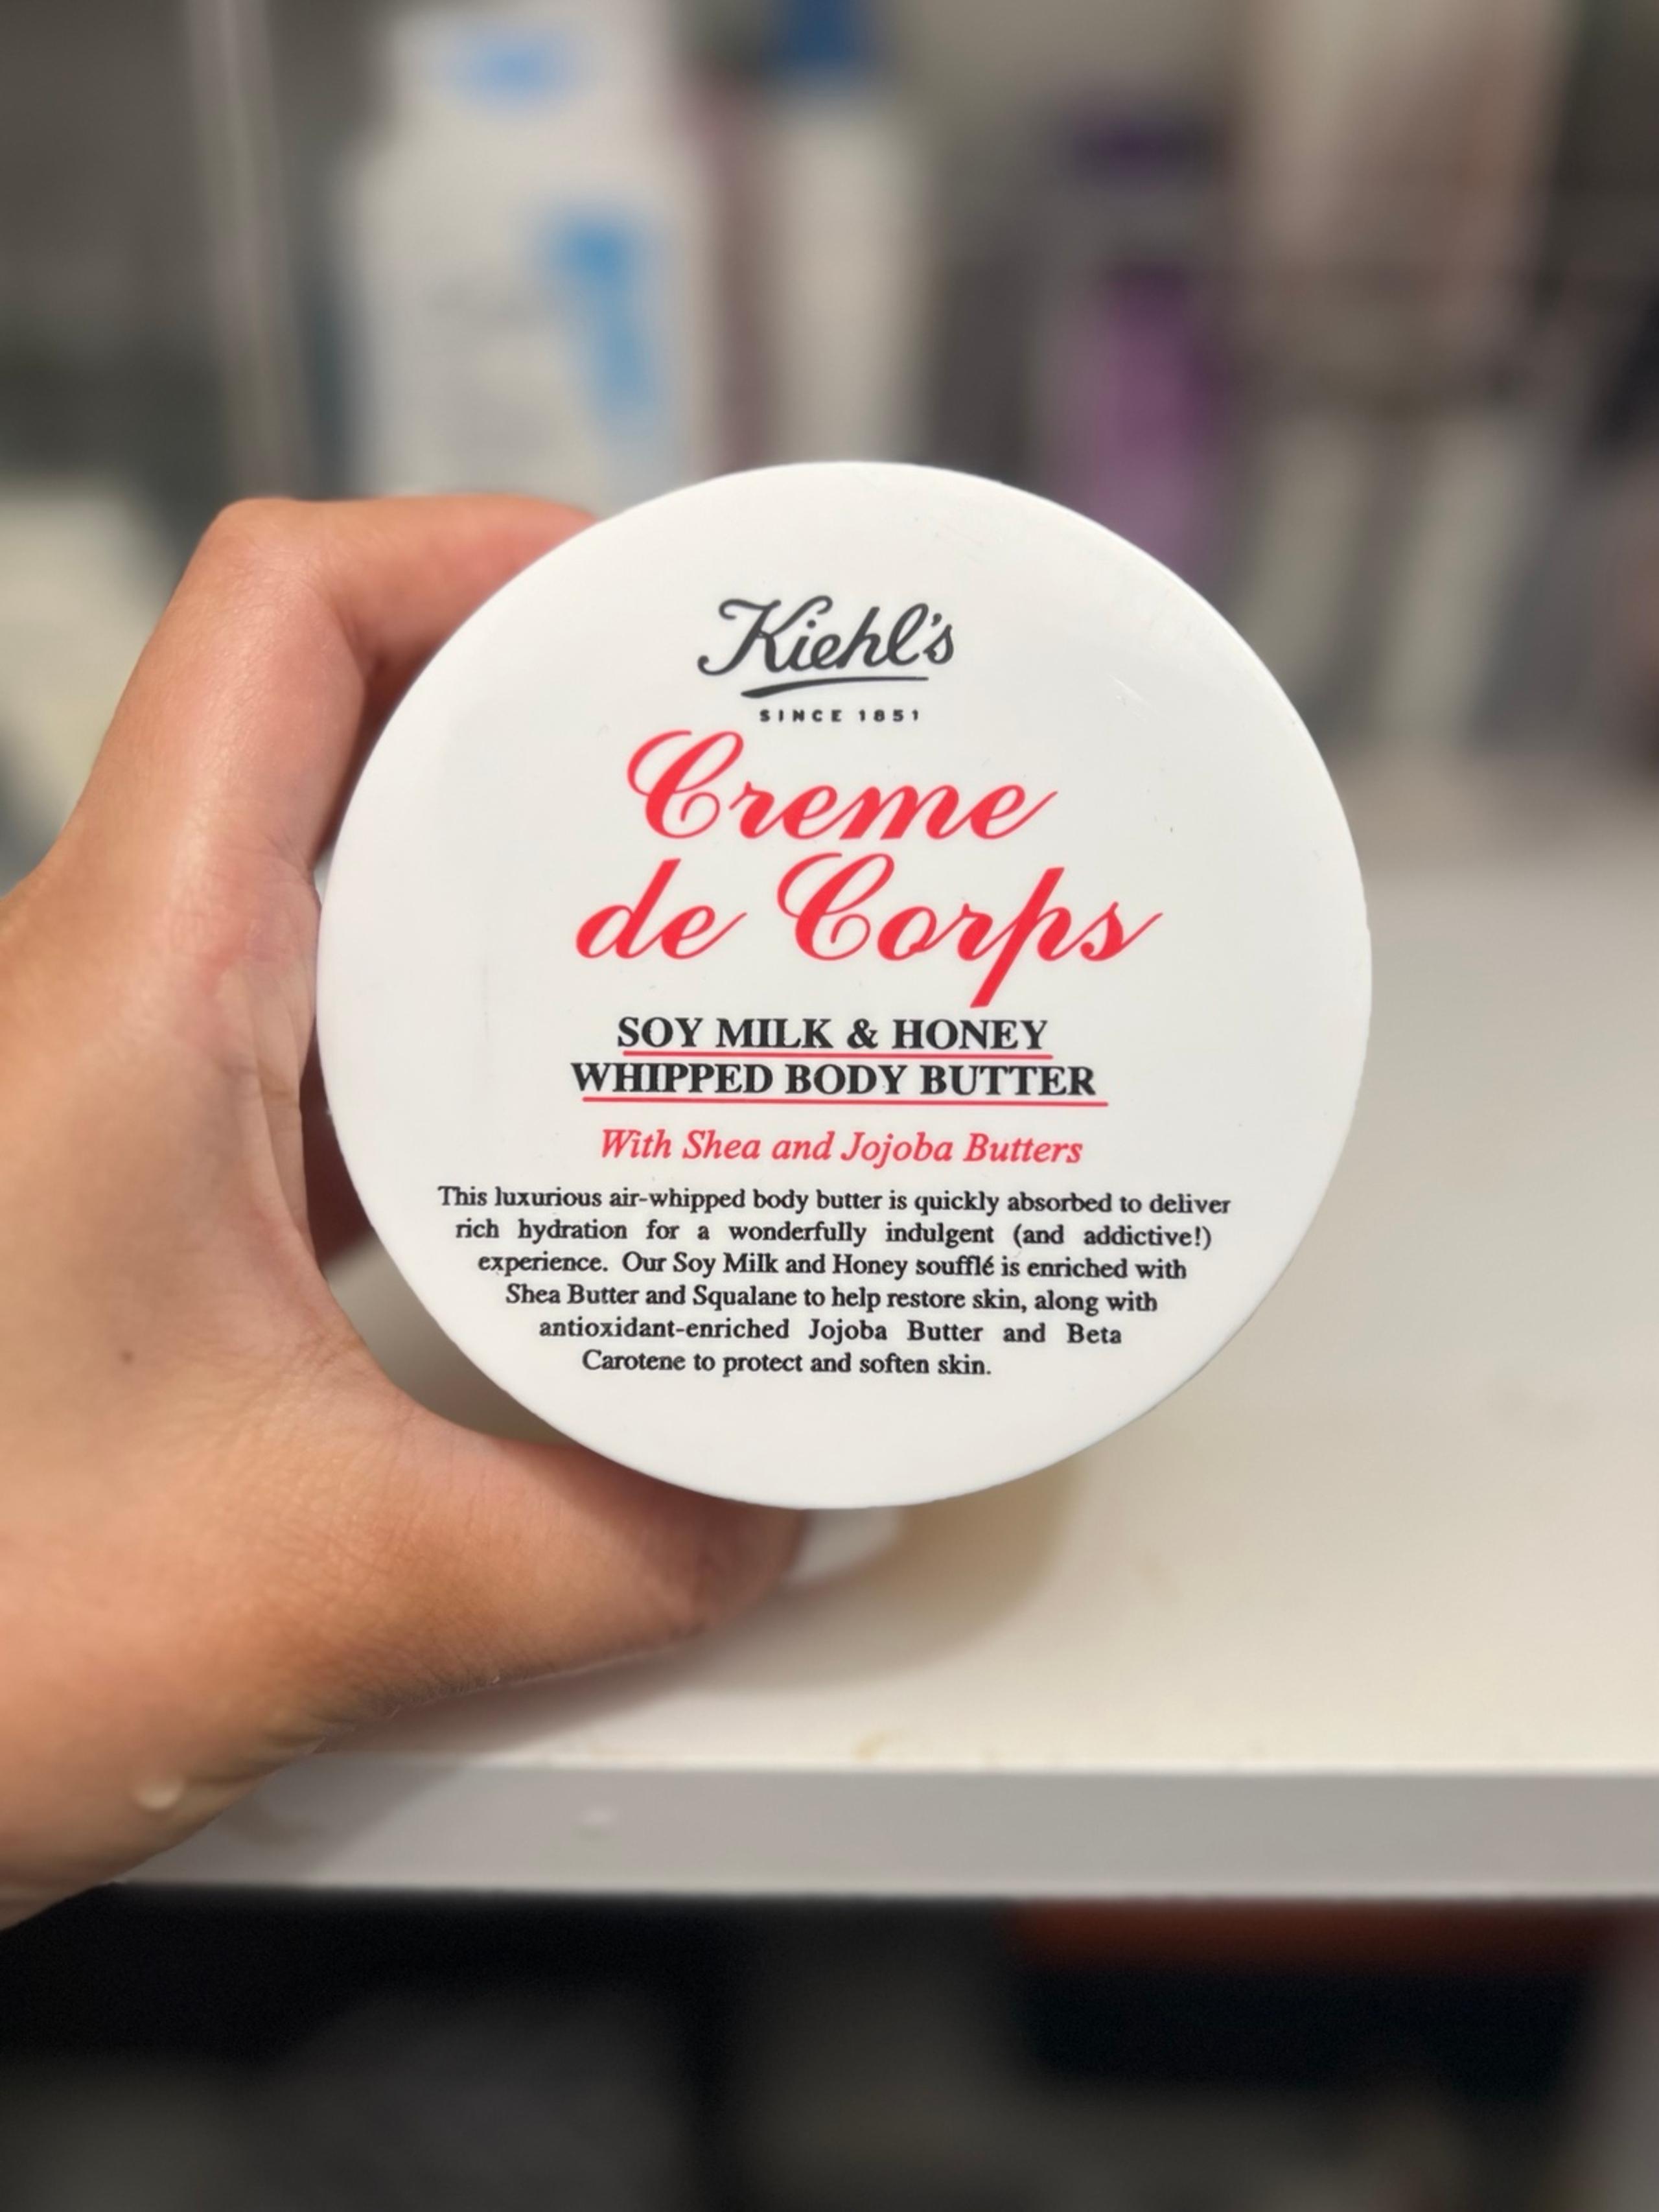 Kiehl's
SINCE 1851
Creme
de Corps
SOY MILK & HONEY
WHIPPED BODY BUTTER
With Shea and Jojoba Butters
This luxurious air-whipped body butter is quickly absorbed to deliver
rich hydration for a wonderfully indulgent (and addictive!)
experience. Our Soy Milk and Honey soufflé is enriched with
Shea Butter and Squalane to help restore skin, along with
antioxidant-enriched Jojoba Butter and Beta
Carotene to protect and soften skin.